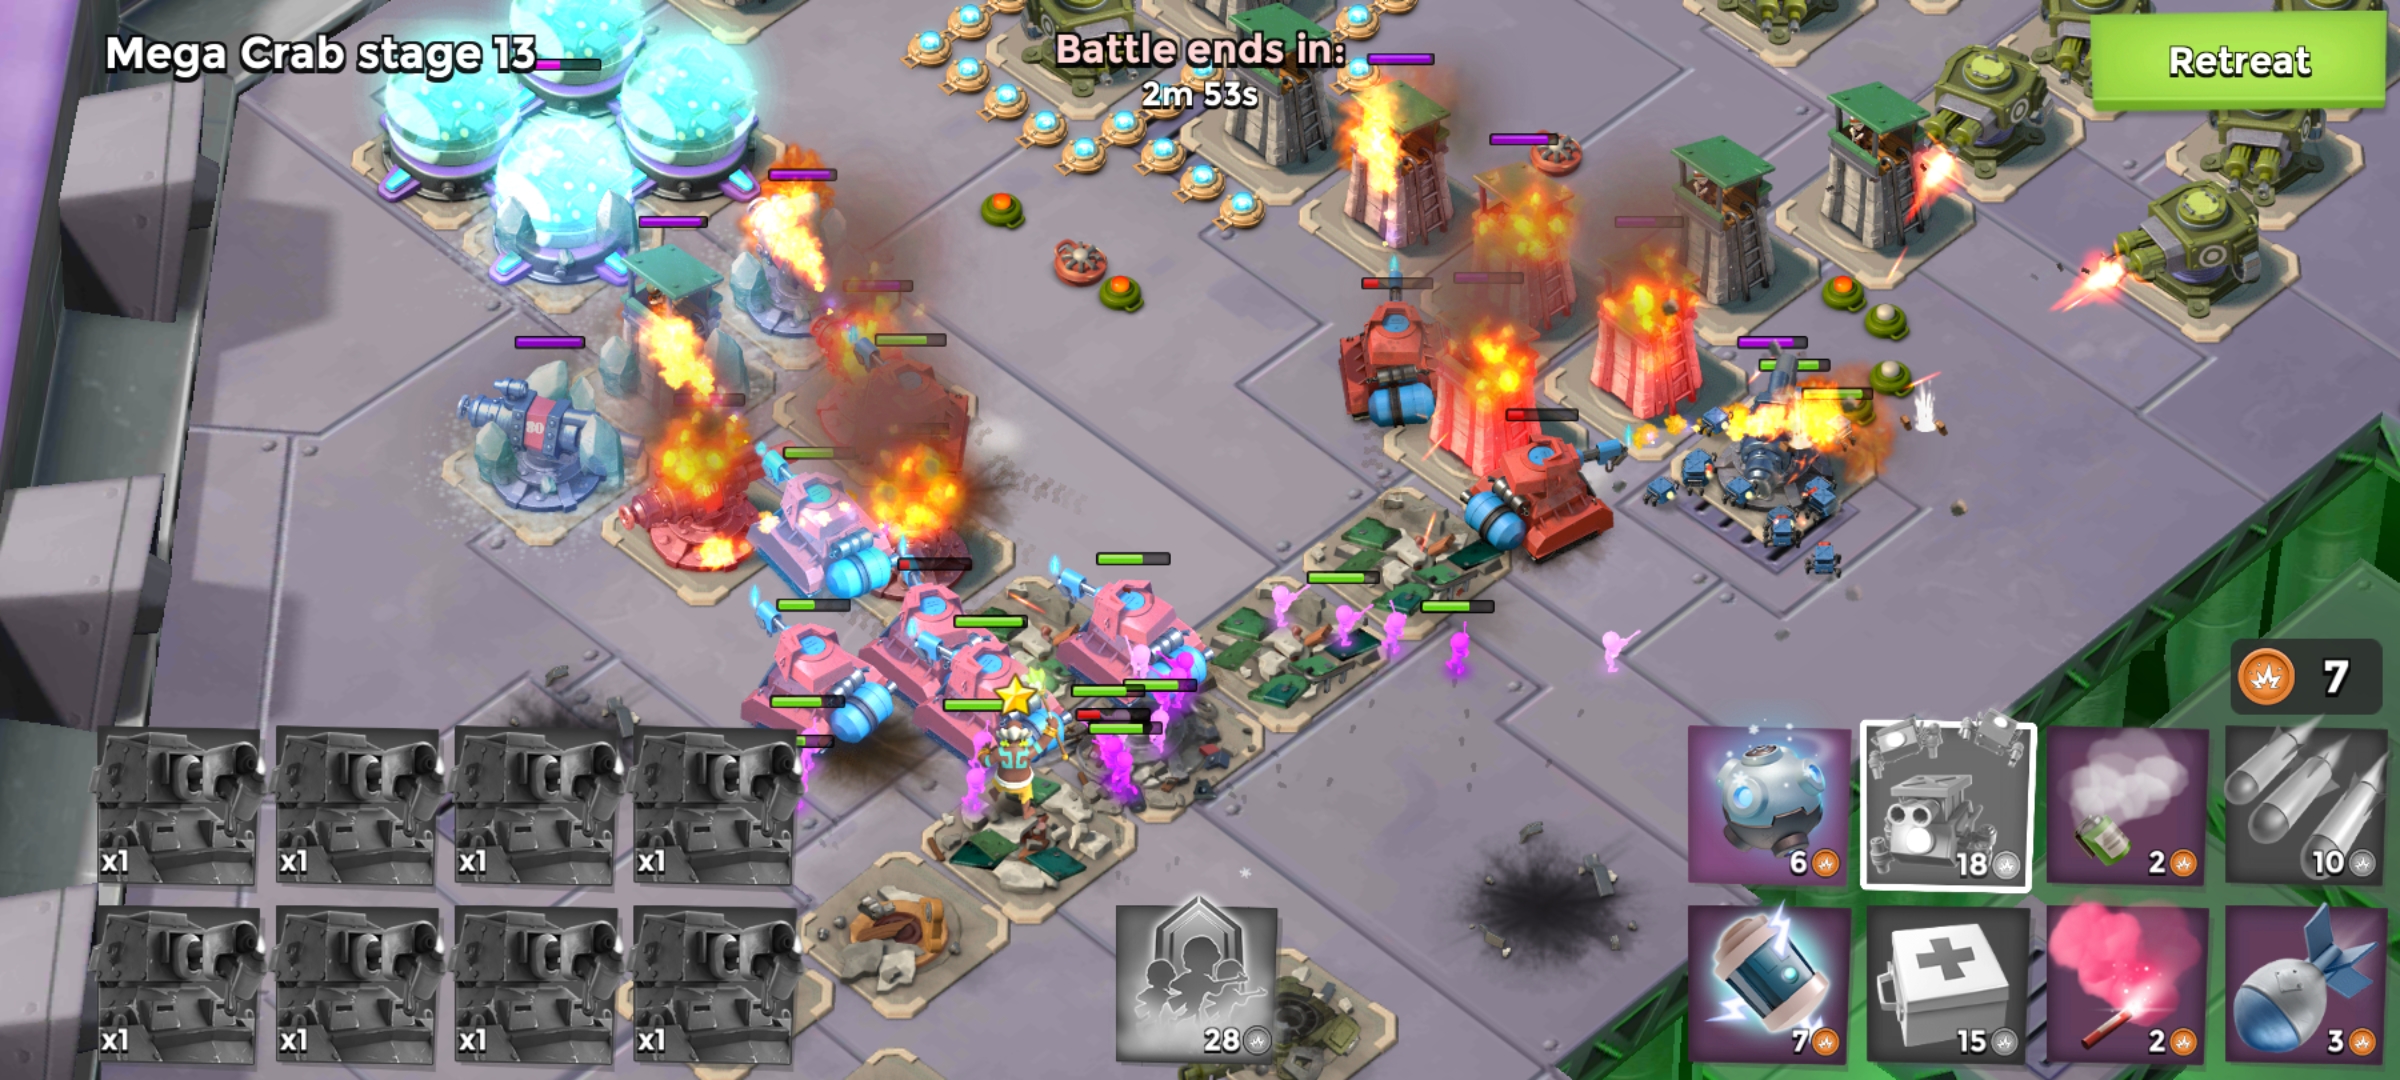 Mega Crab stage 13
Battle ends in:
2m 53s
Retreat
80
7
x1
x1
x1
x1
6
18
2
10
x1
x1
x1
x1
28
7
15
2
3